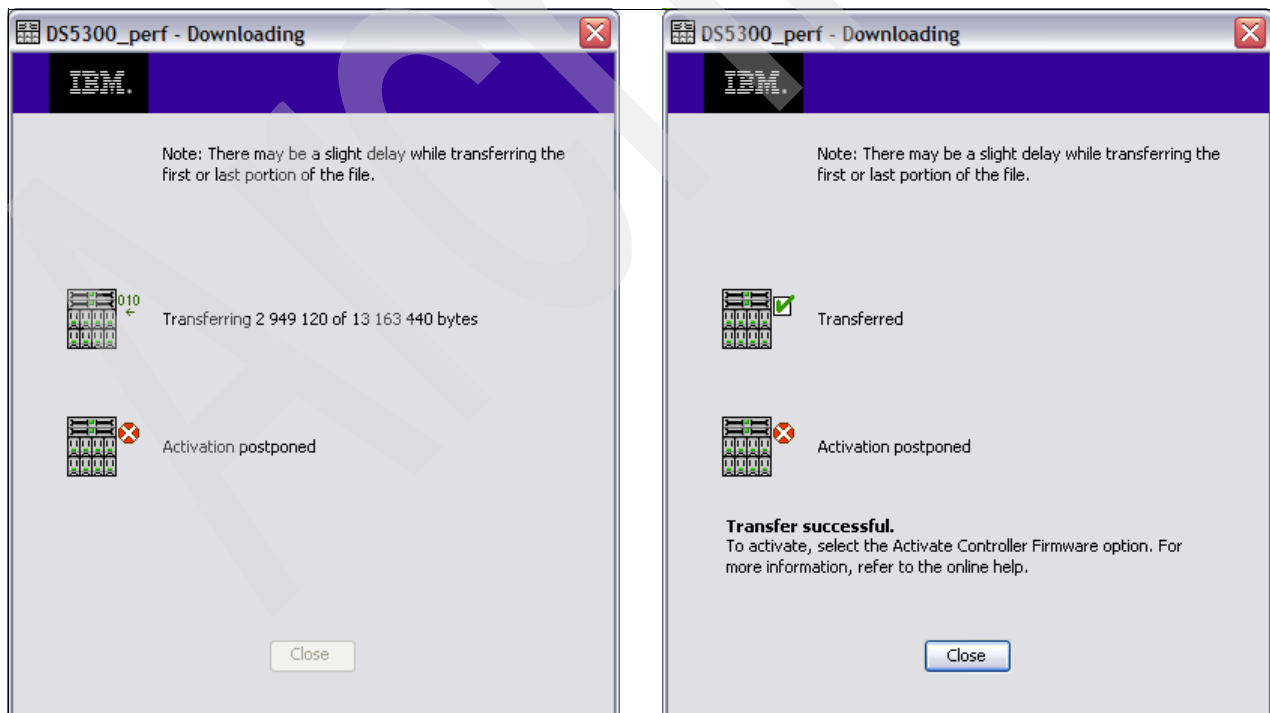 DS5300_perf - Downloading
IBM.
Note: There may be a slight delay while transferring the
first or last portion of the file.
010
Transferring 2 949 120 of 13 163 440 bytes
Activation postponed
Close
DS5300_perf - Downloading
IBM.
Note: There may be a slight delay while transferring the
first or last portion of the file.
Transferred
Activation postponed
Transfer successful.
To activate, select the Activate Controller Firmware option. For
more information, refer to the online help.
Close